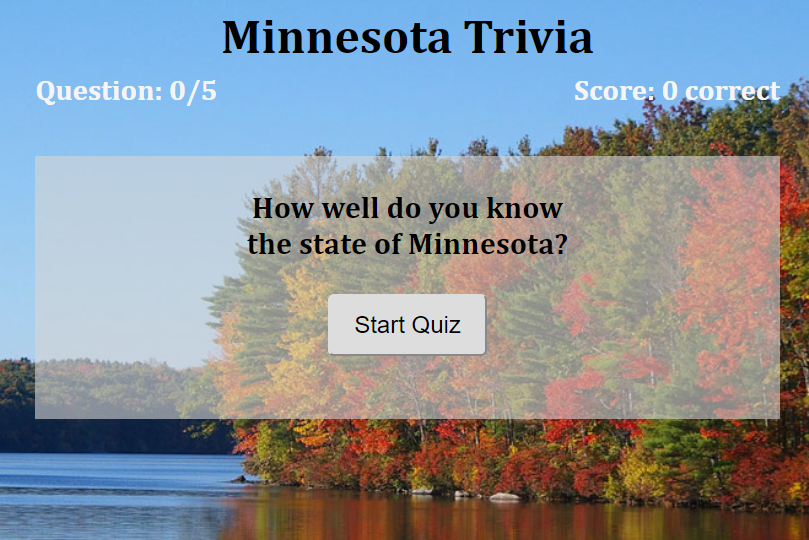 Minnesota Trivia
Question: 0/5
Score: 0 correct
How well do you know
the state of Minnesota?
Start Quiz